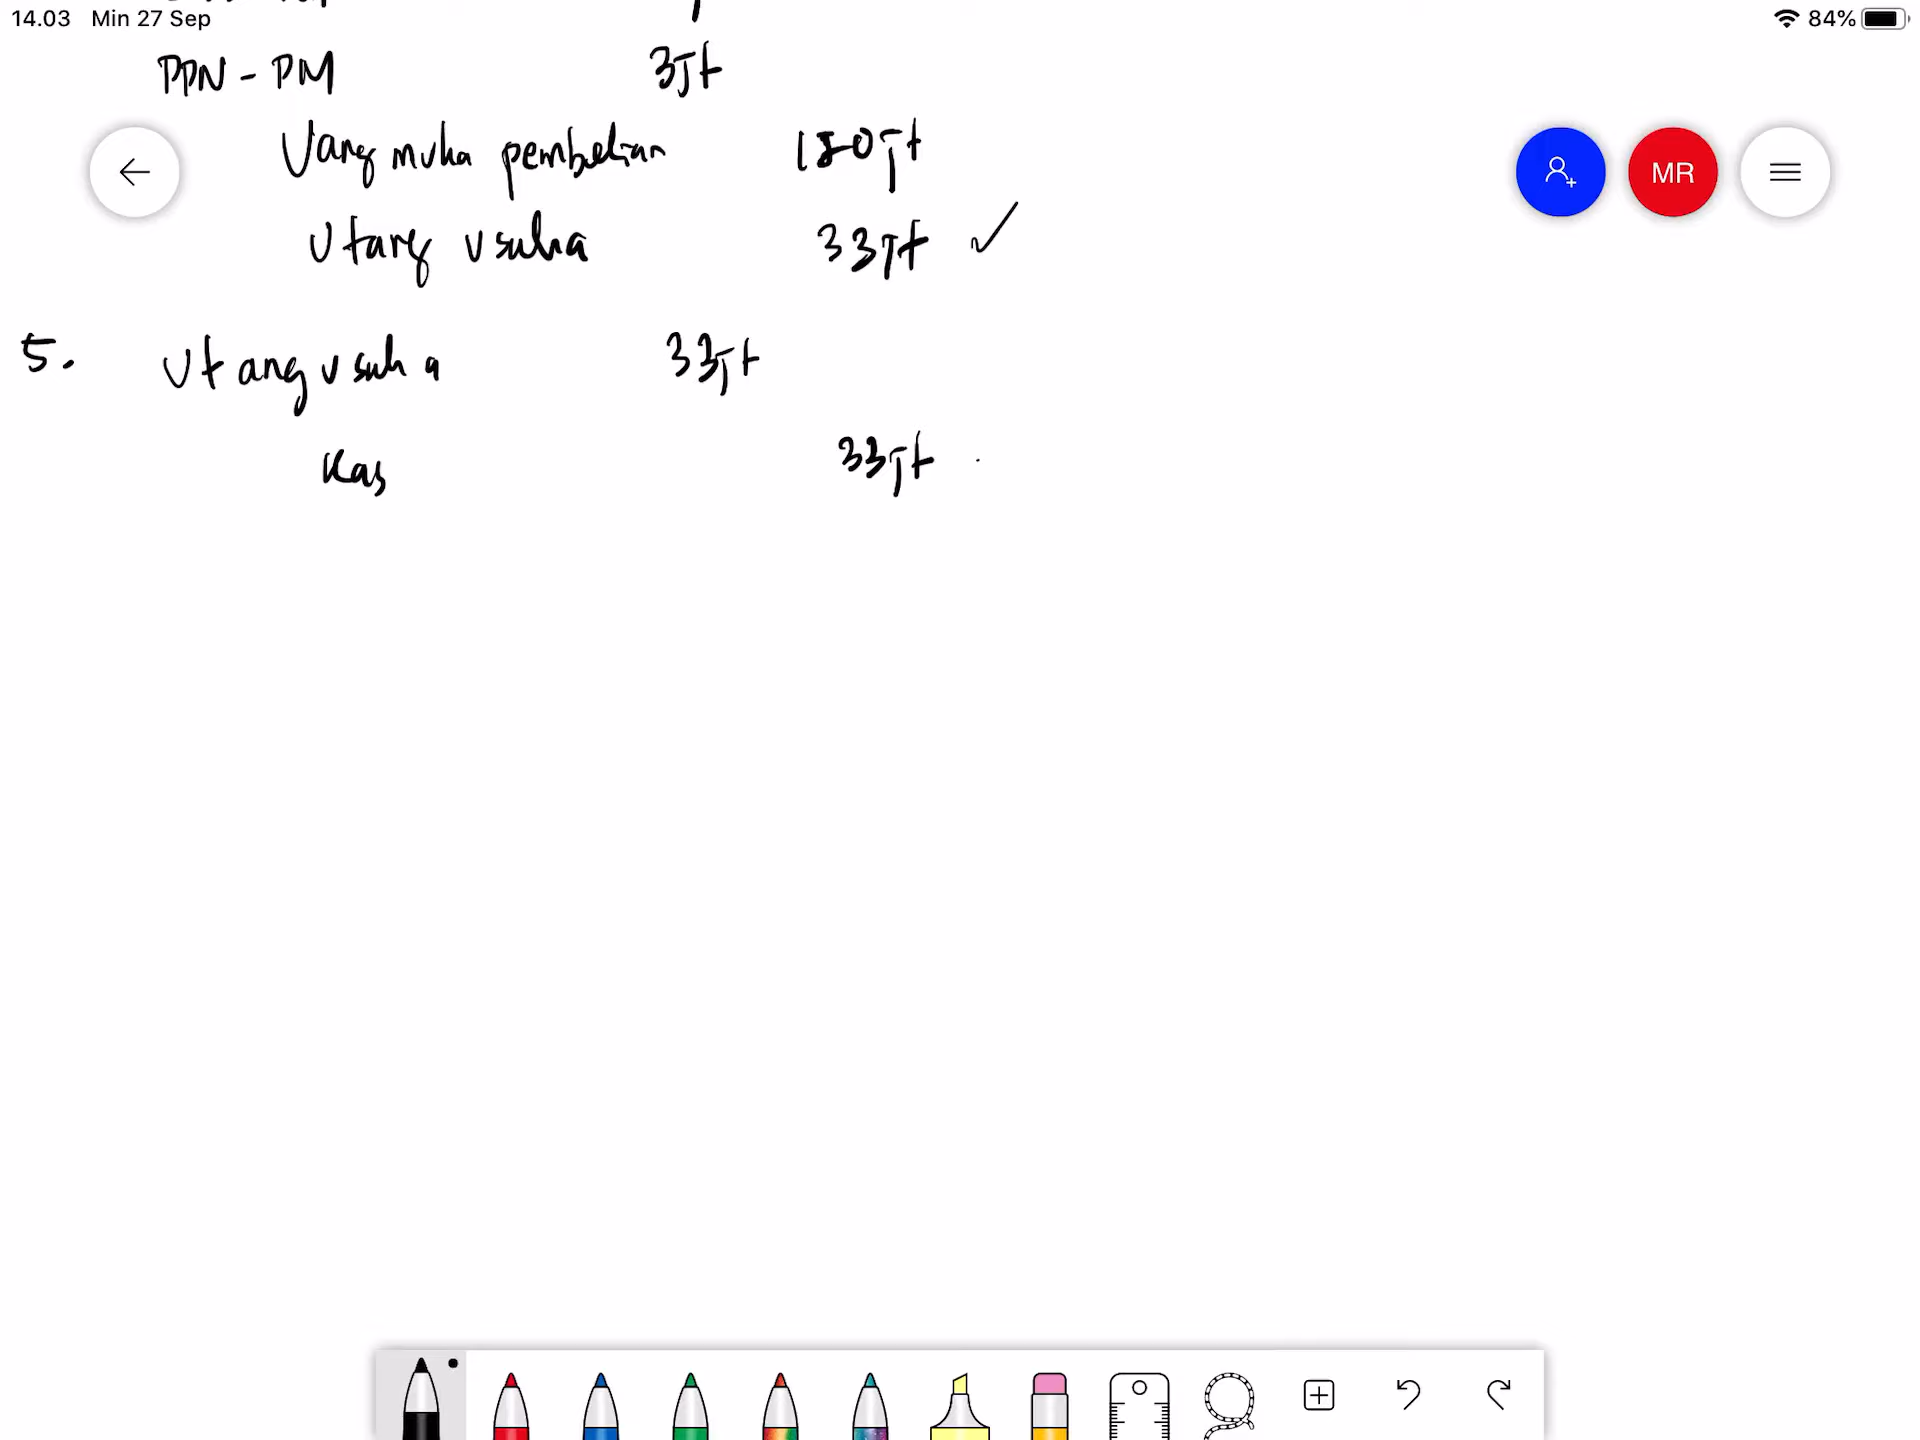 14.03 Min 27 Sep 84%
PPN - PM 3jt
Uang muka pembelian 150jt
Utang usaha 33jt ✓
5. Utang usaha 33jt
Kas 33jt
MR